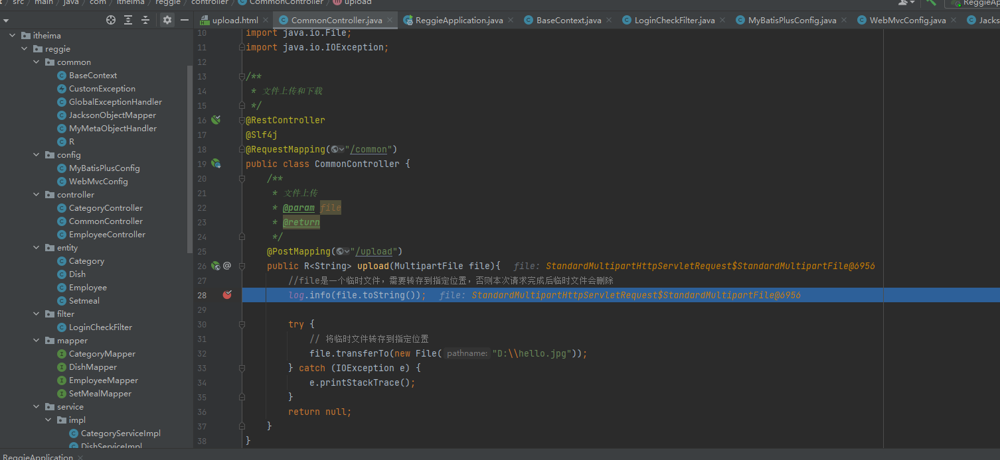 src / main / java / com / itheima / reggie / controller / CommonController / upload
ReggieAp
upload.html
CommonController.java
ReggieApplication.java
BaseContext.java
LoginCheckFilter.java
MyBatisPlusConfig.java
WebMvcConfig.java
Jacks
itheima
reggie
common
BaseContext
CustomException
GlobalExceptionHandler
JacksonObjectMapper
MyMetaObjectHandler
R
config
MyBatisPlusConfig
WebMvcConfig
controller
CategoryController
CommonController
EmployeeController
entity
Category
Dish
Employee
Setmeal
filter
LoginCheckFilter
mapper
CategoryMapper
DishMapper
EmployeeMapper
SetMealMapper
service
impl
CategoryServiceImpl
DishServiceImpl
10 import java.io.File;
11 import java.io.IOException;
12
13 /**
14 * 文件上传和下载
15 */
16 @RestController
17 @Slf4j
18 @RequestMapping("/common")
19 public class CommonController {
20 /**
21 * 文件上传
22 * @param file
23 * @return
24 */
25 @PostMapping("/upload")
26 @ public R<String> upload(MultipartFile file){ file: StandardMultipartHttpServletRequest$StandardMultipartFile@6956
27 //file是一个临时文件，需要转存到指定位置，否则本次请求完成后临时文件会删除
28 log.info(file.toString()); file: StandardMultipartHttpServletRequest$StandardMultipartFile@6956
29
30 try {
31 // 将临时文件转存到指定位置
32 file.transferTo(new File( pathname: "D:\\hello.jpg"));
33 } catch (IOException e) {
34 e.printStackTrace();
35 }
36 return null;
37 }
38 }
ReggieApplication